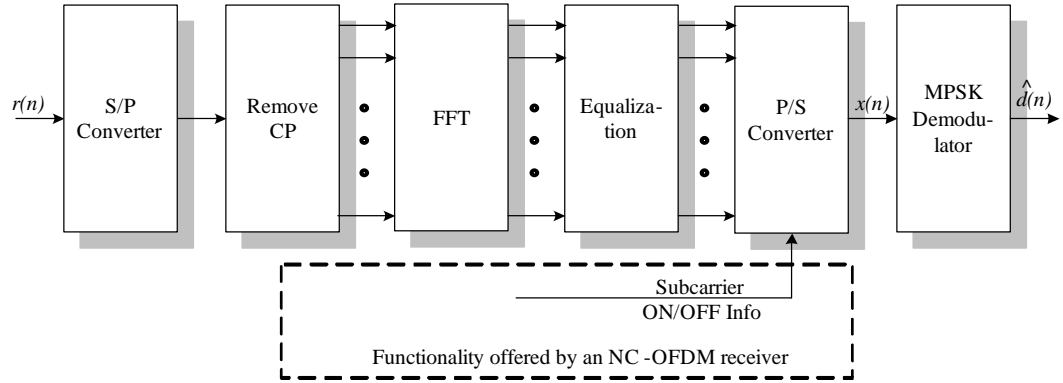 r(n)
S/P
Converter
Remove
CP
FFT
Equaliza-
tion
P/S
Converter
x(n)
MPSK
Demodu-
lator
d̂(n)
Subcarrier
ON/OFF Info
Functionality offered by an NC -OFDM receiver